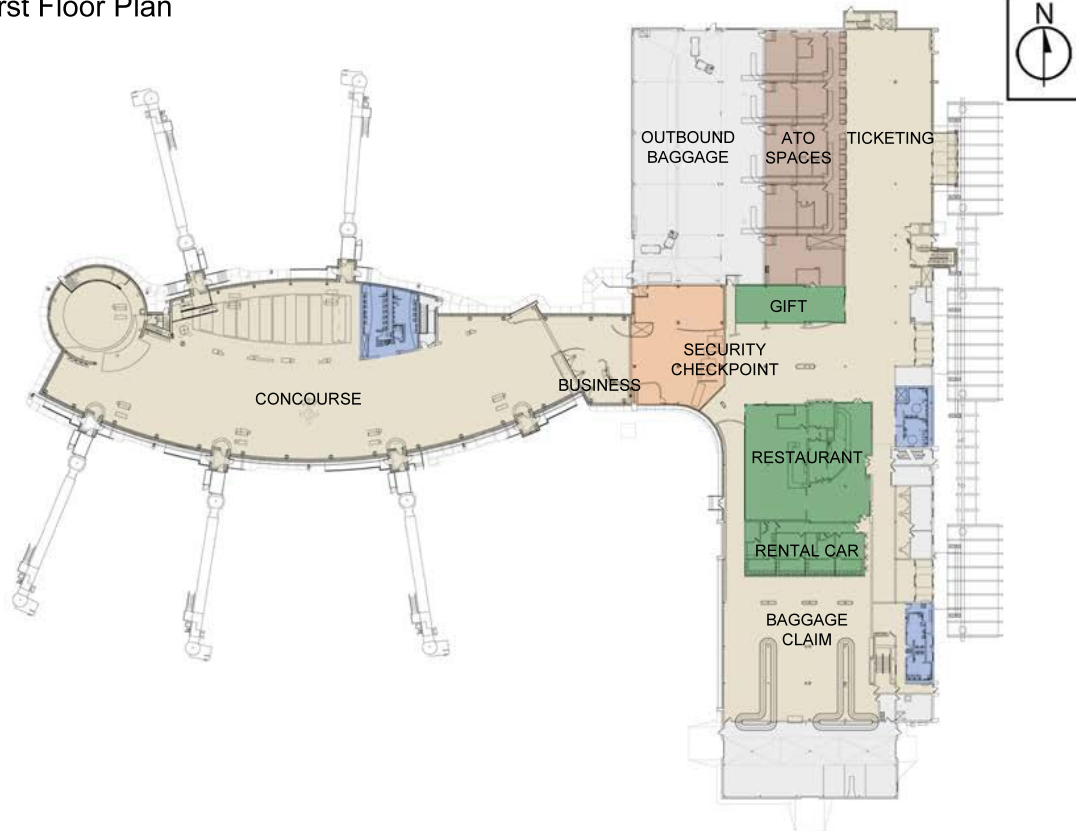 rst Floor Plan
N
OUTBOUND
BAGGAGE
ATO
SPACES
TICKETING
GIFT
SECURITY
CHECKPOINT
BUSINESS
CONCOURSE
RESTAURANT
RENTAL CAR
BAGGAGE
CLAIM